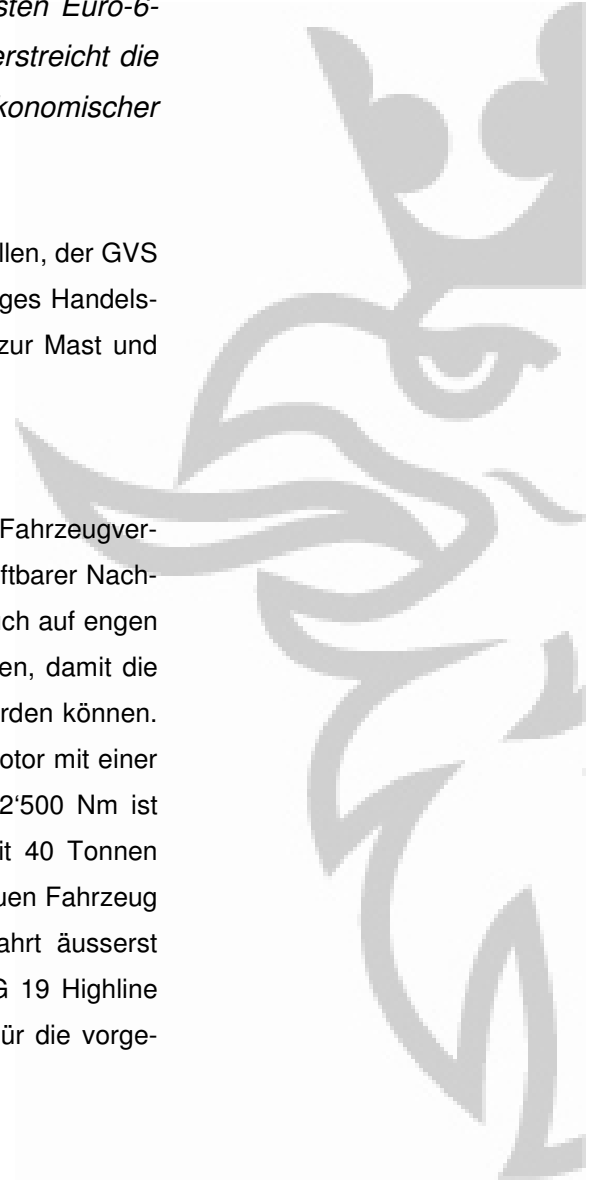 sten Euro-6-
erstreicht die
konomischer
llen, der GVS
ges Handels-
zur Mast und
Fahrzeugver-
ftbarer Nach-
ch auf engen
en, damit die
rden können.
otor mit einer
2‘500 Nm ist
it 40 Tonnen
uen Fahrzeug
ahrt äusserst
G 19 Highline
ür die vorge-